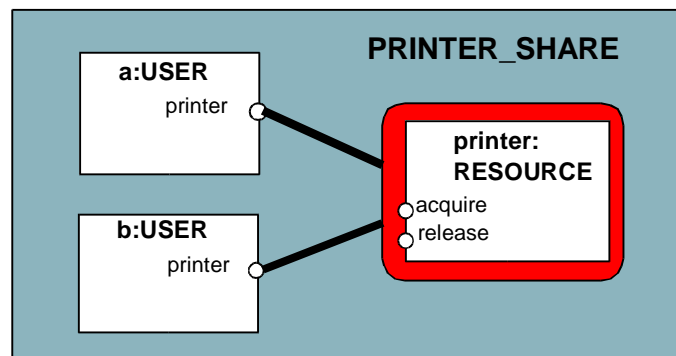 PRINTER_SHARE
a:USER
printer
printer:
RESOURCE
acquire
release
b:USER
printer